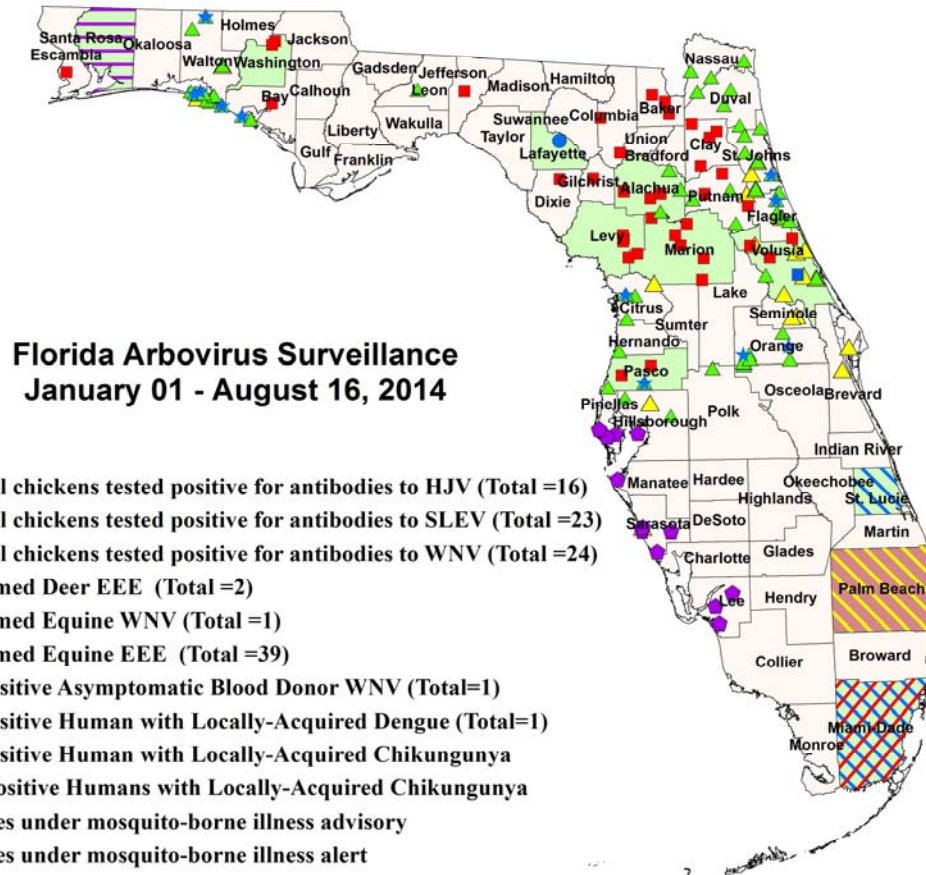 Holmes
Santa Rosa
Okaloosa
Jackson
Escambia
Walton
Washington
Nassau
Gadsden
Jefferson
Hamilton
Bay
Calhoun
Leon
Madison
Baker
Duval
Suwannee
Columbia
Liberty
Wakulla
Taylor
Union
Clay
Gulf
Franklin
Lafayette
Bradford
St. Johns
Gilchrist
Alachua
Putnam
Dixie
Flagler
Levy
Marion
Volusia
Lake
Citrus
Seminole
Sumter
Florida Arbovirus Surveillance
January 01 - August 16, 2014
Hernando
Orange
Pasco
Osceola
Brevard
Pinellas
Polk
Hillsborough
Indian River
l chickens tested positive for antibodies to HJV (Total =16)
Manatee
Hardee
Okeechobee
Highlands
St. Lucie
l chickens tested positive for antibodies to SLEV (Total =23)
Sarasota
DeSoto
Martin
l chickens tested positive for antibodies to WNV (Total =24)
Charlotte
Glades
med Deer EEE (Total =2)
Palm Beach
med Equine WNV (Total =1)
Lee
Hendry
med Equine EEE (Total =39)
Collier
Broward
sitive Asymptomatic Blood Donor WNV (Total=1)
sitive Human with Locally-Acquired Dengue (Total=1)
Miami-Dade
sitive Human with Locally-Acquired Chikungunya
Monroe
ositive Humans with Locally-Acquired Chikungunya
es under mosquito-borne illness advisory
es under mosquito-borne illness alert